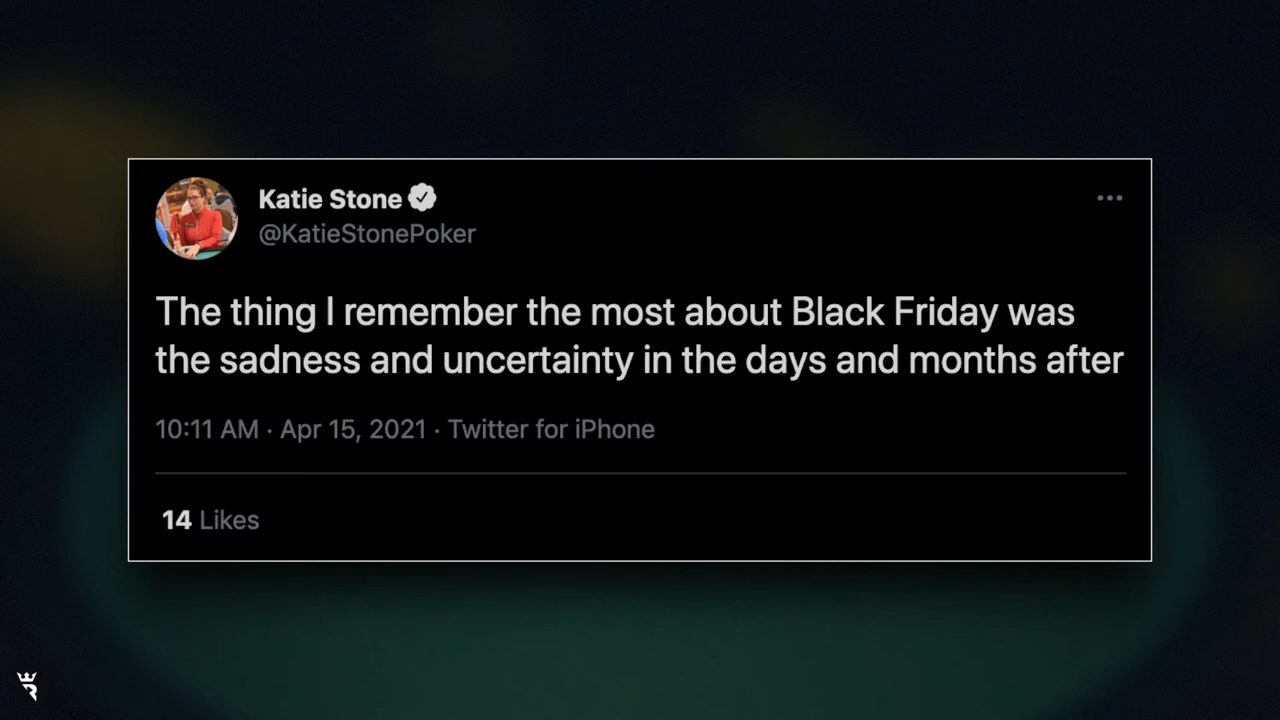 Katie Stone
@KatieStonePoker
The thing I remember the most about Black Friday was
the sadness and uncertainty in the days and months after
10:11 AM · Apr 15, 2021 · Twitter for iPhone
14 Likes